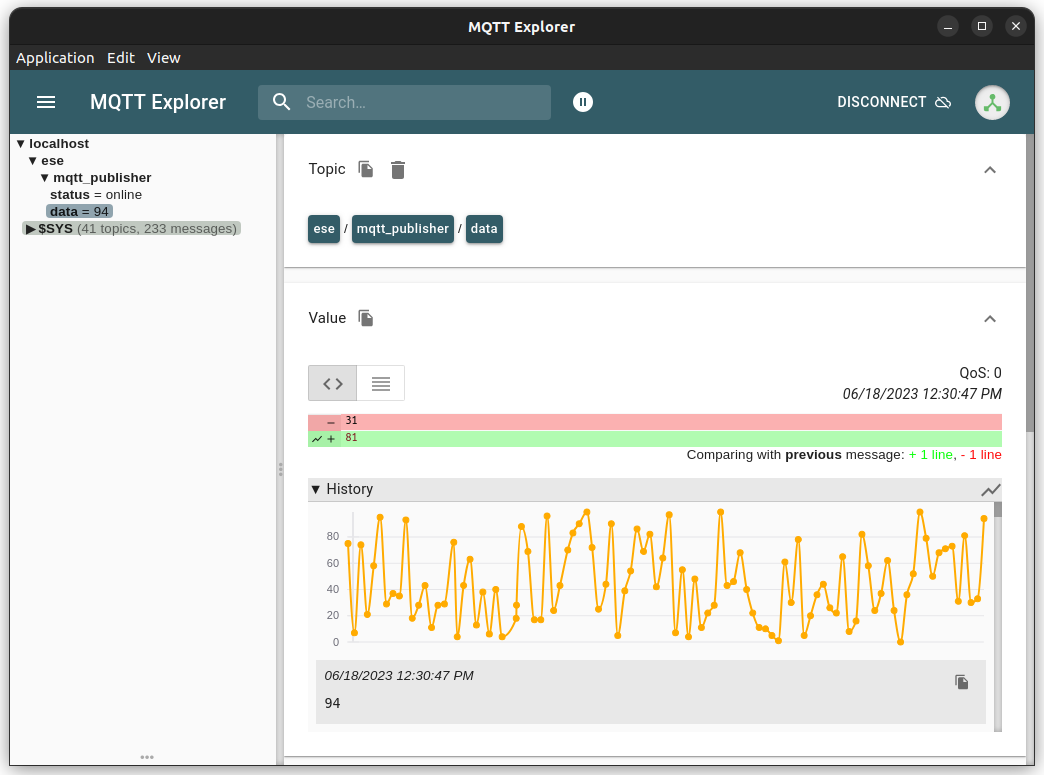 MQTT Explorer
Application Edit View
MQTT Explorer
Search...
DISCONNECT
▼ localhost
▼ ese
▼ mqtt_publisher
status = online
data = 94
▶ $SYS (41 topics, 233 messages)
Topic
ese / mqtt_publisher / data
Value
QoS: 0
06/18/2023 12:30:47 PM
− 31
+ 81
Comparing with previous message: + 1 line, - 1 line
▼ History
80
60
40
20
0
06/18/2023 12:30:47 PM
94